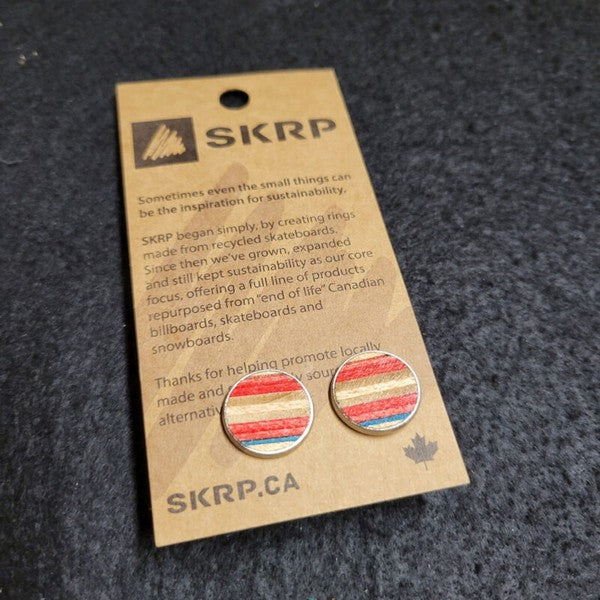 SKRP
Sometimes even the small things can
be the inspiration for sustainability.
SKRP began simply, by creating rings
made from recycled skateboards.
Since then we've grown, expanded
and still kept sustainability as our core
focus, offering a full line of products
repurposed from "end of life" Canadian
billboards, skateboards and
snowboards.
Thanks for helping promote locally
made and
SKRP.CA